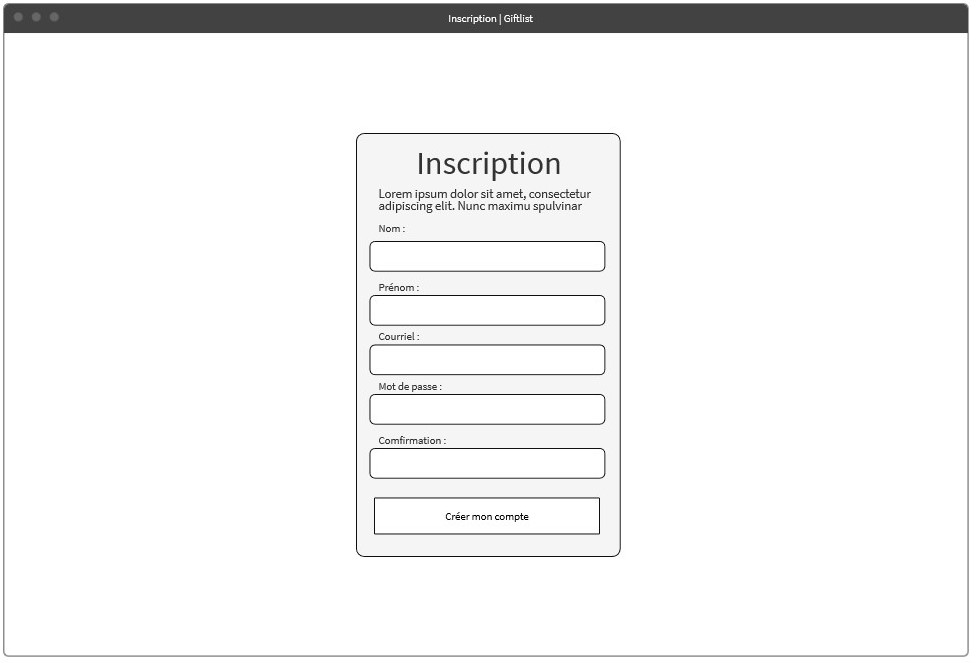 Inscription | Giftlist
Inscription
Lorem ipsum dolor sit amet, consectetur
adipiscing elit. Nunc maximu spulvinar
Nom :
Prénom :
Courriel :
Mot de passe :
Comfirmation :
Créer mon compte